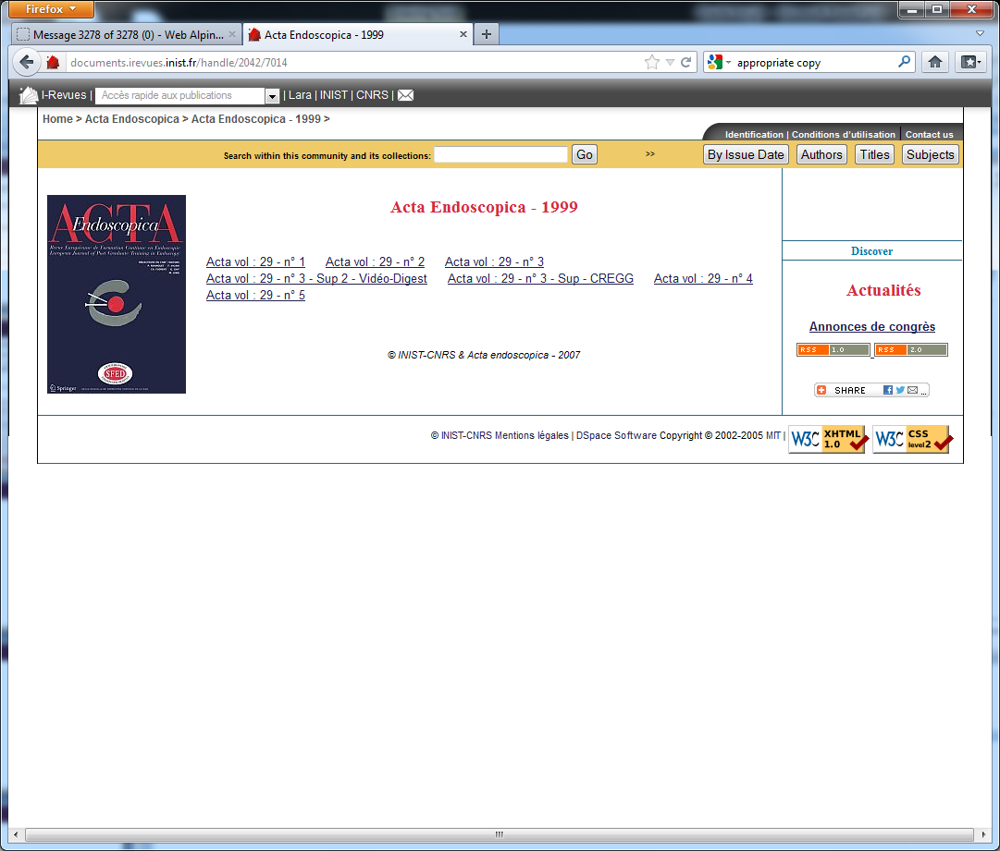 Firefox
Message 3278 of 3278 (0) - Web Alpin...
Acta Endoscopica - 1999
documents.irevues.inist.fr/handle/2042/7014
appropriate copy
I-Revues | Accès rapide aux publications | Lara | INIST | CNRS |
Home > Acta Endoscopica > Acta Endoscopica - 1999 >
Identification | Conditions d'utilisation | Contact us
Search within this community and its collections: Go >> By Issue Date Authors Titles Subjects
ACTA
Endoscopica
Revue Européenne de Formation Continue en Endoscopie
European Journal of Post Graduate Training in Endoscopy
SFED
Springer
Acta Endoscopica - 1999
Acta vol : 29 - n° 1 Acta vol : 29 - n° 2 Acta vol : 29 - n° 3
Acta vol : 29 - n° 3 - Sup 2 - Vidéo-Digest Acta vol : 29 - n° 3 - Sup - CREGG Acta vol : 29 - n° 4
Acta vol : 29 - n° 5
© INIST-CNRS & Acta endoscopica - 2007
Discover
Actualités
Annonces de congrès
RSS 1.0 RSS 2.0
SHARE ...
© INIST-CNRS Mentions légales | DSpace Software Copyright © 2002-2005 MIT |
W3C XHTML 1.0 W3C CSS level 2